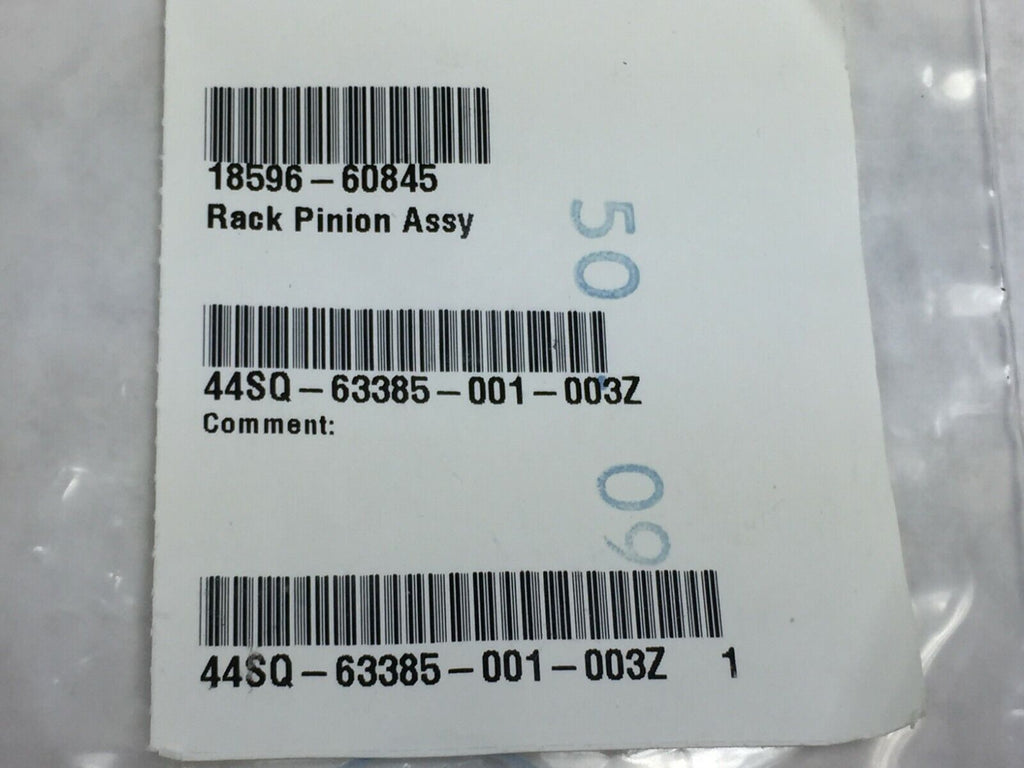 18596-60845
Rack Pinion Assy
50
44SQ-63385-001-003Z
Comment:
09
44SQ-63385-001-003Z 1